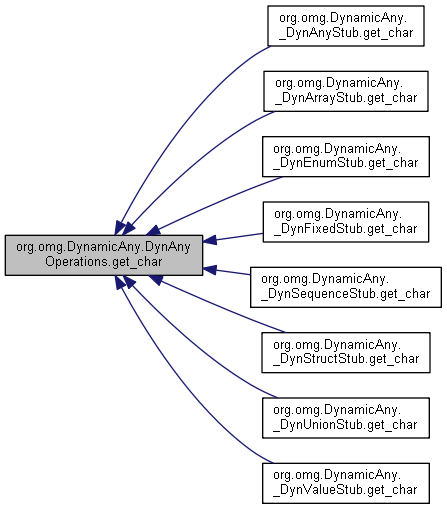 org.omg.DynamicAny.
_DynAnyStub.get_char
org.omg.DynamicAny.
_DynArrayStub.get_char
org.omg.DynamicAny.
_DynEnumStub.get_char
org.omg.DynamicAny.
_DynFixedStub.get_char
org.omg.DynamicAny.DynAny
Operations.get_char
org.omg.DynamicAny.
_DynSequenceStub.get_char
org.omg.DynamicAny.
_DynStructStub.get_char
org.omg.DynamicAny.
_DynUnionStub.get_char
org.omg.DynamicAny.
_DynValueStub.get_char